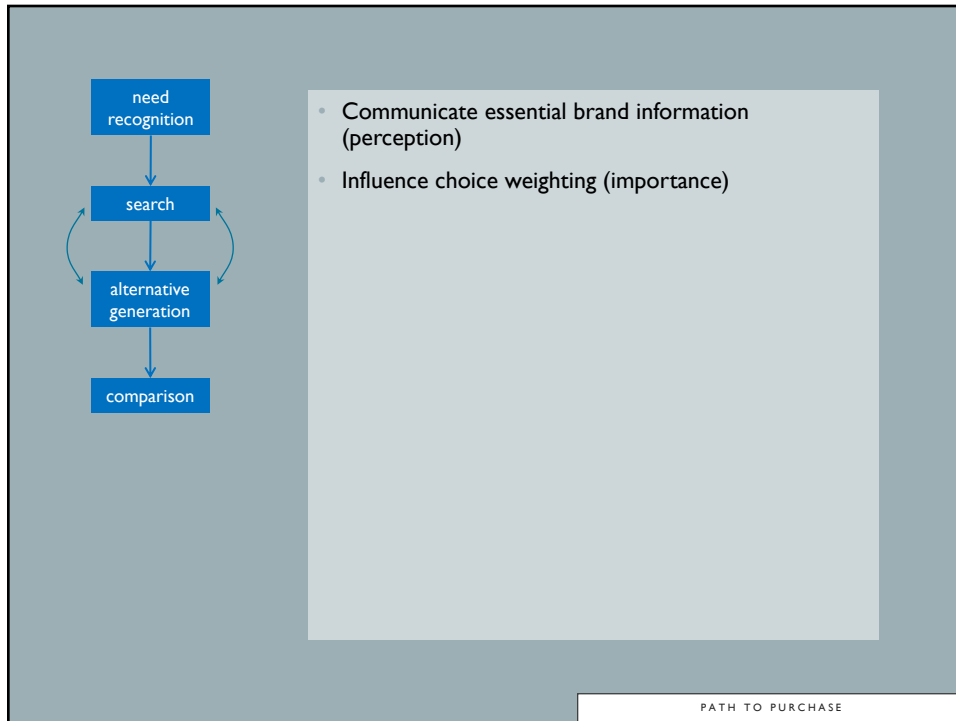 need
recognition
search
alternative
generation
comparison
• Communicate essential brand information
(perception)
• Influence choice weighting (importance)
PATH TO PURCHASE